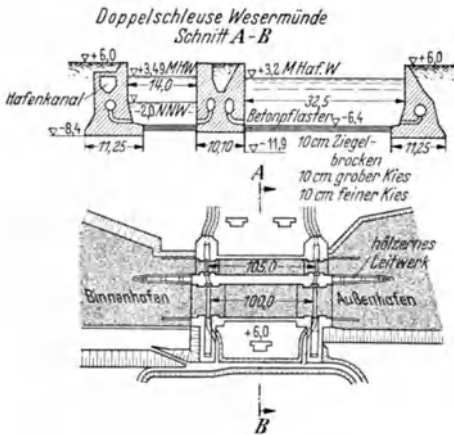 Doppelschleuse Wesermünde
Schnitt A-B
+6,0
+3,49 MHW
+3,2 M Haf. W
+6,0
14,0
32,5
Hafenkanal
-2,0 NNW
Betonpflaster
-6,4
-8,4
11,25
10,10
-11,9
10 cm Ziegel-
brocken
11,25
10 cm grober Kies
10 cm feiner Kies
A
105,0
hölzernes
Leitwerk
Binnenhafen
100,0
Außenhafen
+6,0
B